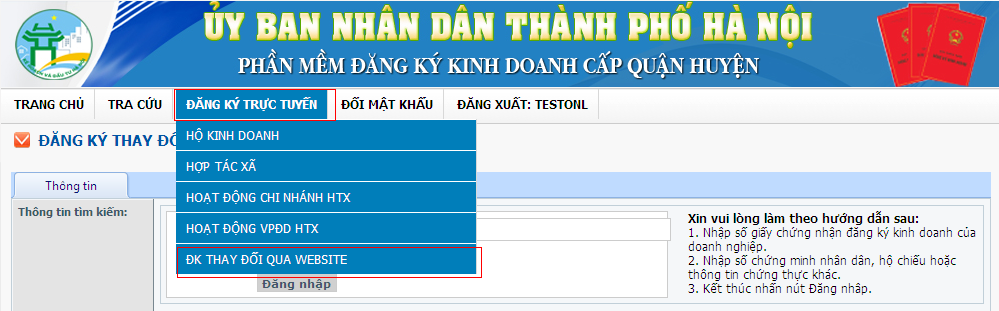 ỦY BAN NHÂN DÂN THÀNH PHỐ HÀ NỘI
PHẦN MỀM ĐĂNG KÝ KINH DOANH CẤP QUẬN HUYỆN
TRANG CHỦ TRA CỨU ĐĂNG KÝ TRỰC TUYẾN ĐỔI MẬT KHẨU ĐĂNG XUẤT: TESTONL
ĐĂNG KÝ THAY ĐỔ
HỘ KINH DOANH
HỢP TÁC XÃ
HOẠT ĐỘNG CHI NHÁNH HTX
HOẠT ĐỘNG VPĐD HTX
ĐK THAY ĐỔI QUA WEBSITE
Thông tin
Thông tin tìm kiếm:
Đăng nhập
Xin vui lòng làm theo hướng dẫn sau:
1. Nhập số giấy chứng nhận đăng ký kinh doanh của
doanh nghiệp.
2. Nhập số chứng minh nhân dân, hộ chiếu hoặc
thông tin chứng thực khác.
3. Kết thúc nhấn nút Đăng nhâp.